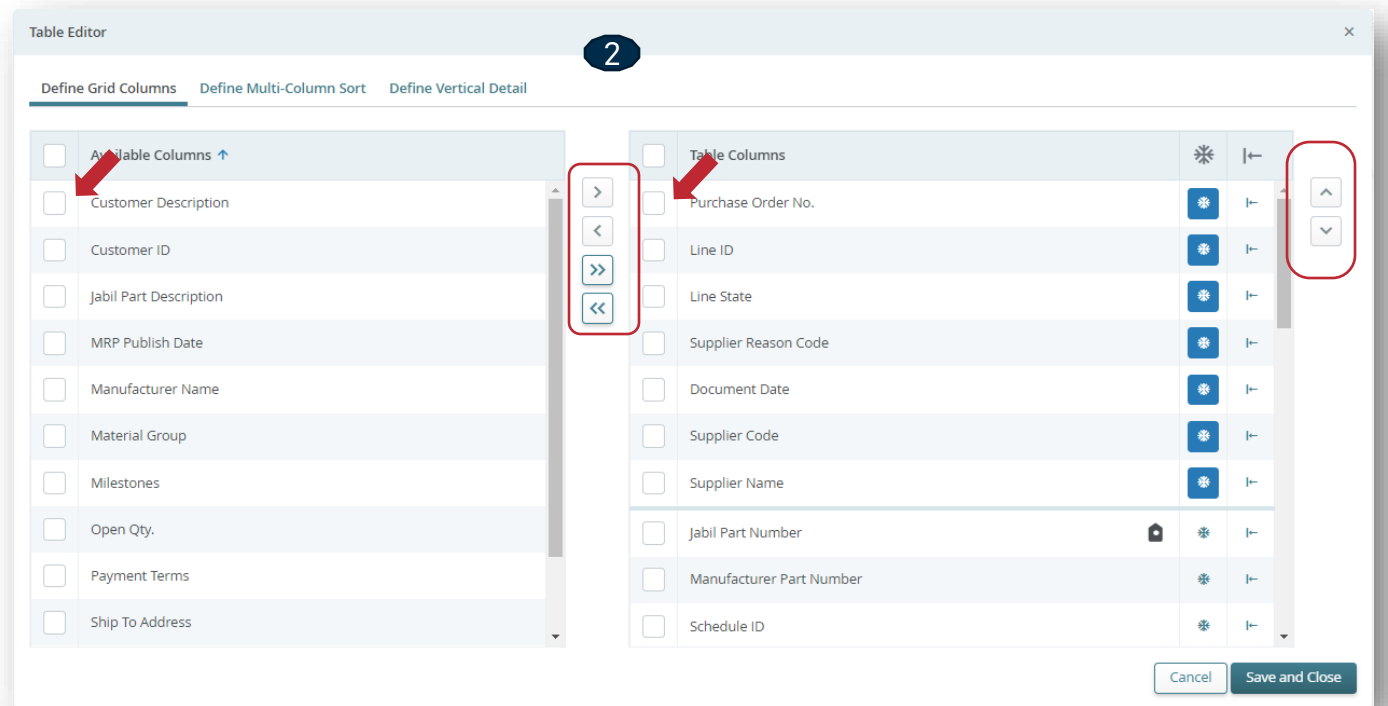 Table Editor
2
Define Grid Columns Define Multi-Column Sort Define Vertical Detail
Available Columns
Customer Description
Customer ID
Jabil Part Description
MRP Publish Date
Manufacturer Name
Material Group
Milestones
Open Qty.
Payment Terms
Ship To Address
Table Columns
Purchase Order No.
Line ID
Line State
Supplier Reason Code
Document Date
Supplier Code
Supplier Name
Jabil Part Number
Manufacturer Part Number
Schedule ID
Cancel Save and Close